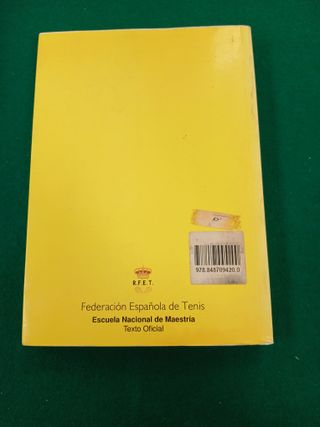 978.848709420.0
R.F.E.T.
Federación Española de Tenis
Escuela Nacional de Maestría
Texto Oficial